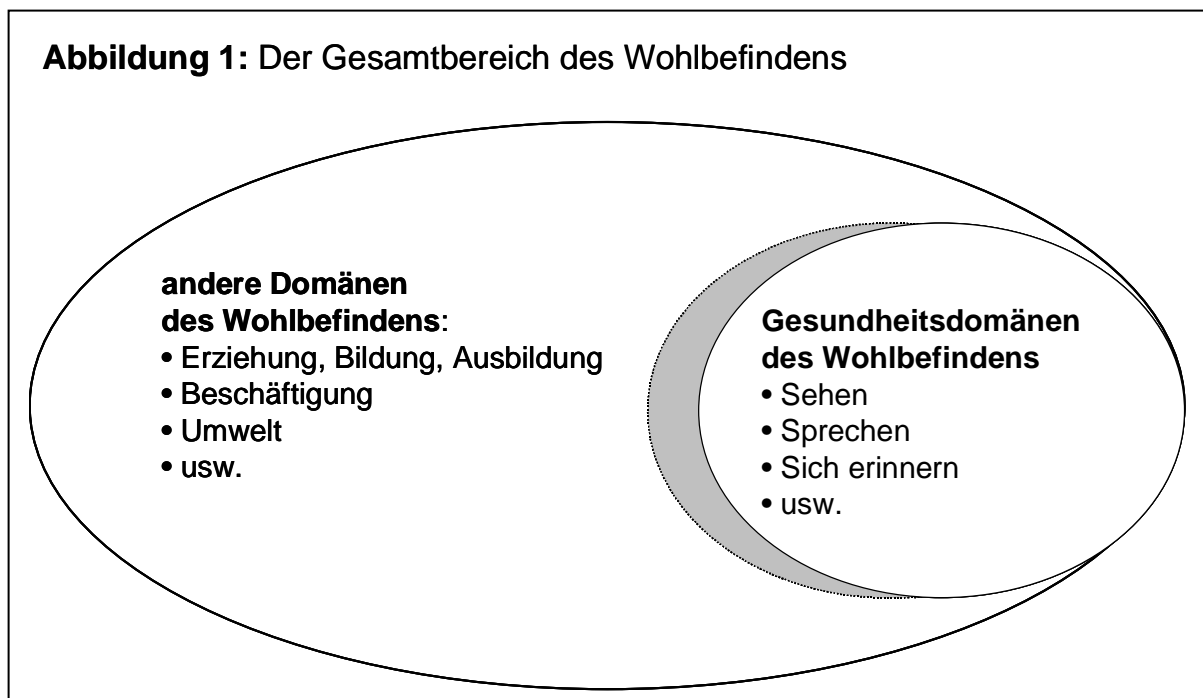 Abbildung 1: Der Gesamtbereich des Wohlbefindens
andere Domänen
des Wohlbefindens:
• Erziehung, Bildung, Ausbildung
• Beschäftigung
• Umwelt
• usw.
Gesundheitsdomänen
des Wohlbefindens
• Sehen
• Sprechen
• Sich erinnern
• usw.